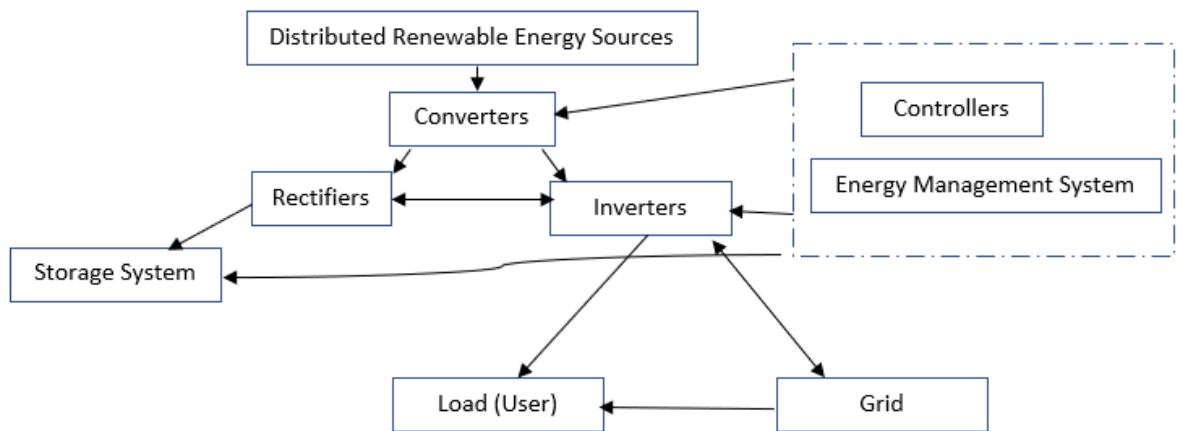 Distributed Renewable Energy Sources
Converters
Controllers
Energy Management System
Rectifiers
Inverters
Storage System
Load (User)
Grid